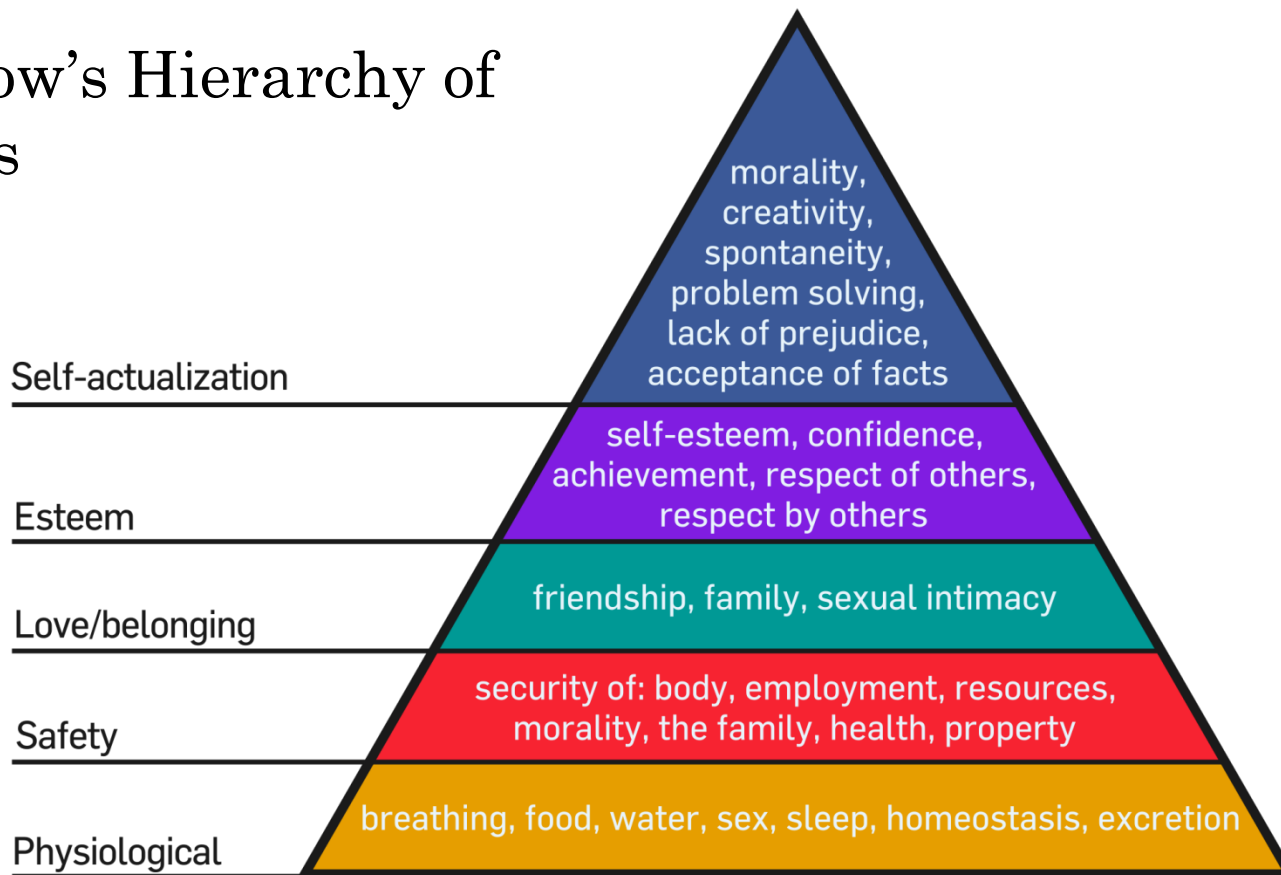 ow’s Hierarchy of
s
morality,
creativity,
spontaneity,
problem solving,
lack of prejudice,
acceptance of facts
Self-actualization
self-esteem, confidence,
achievement, respect of others,
respect by others
Esteem
friendship, family, sexual intimacy
Love/belonging
security of: body, employment, resources,
morality, the family, health, property
Safety
breathing, food, water, sex, sleep, homeostasis, excretion
Physiological